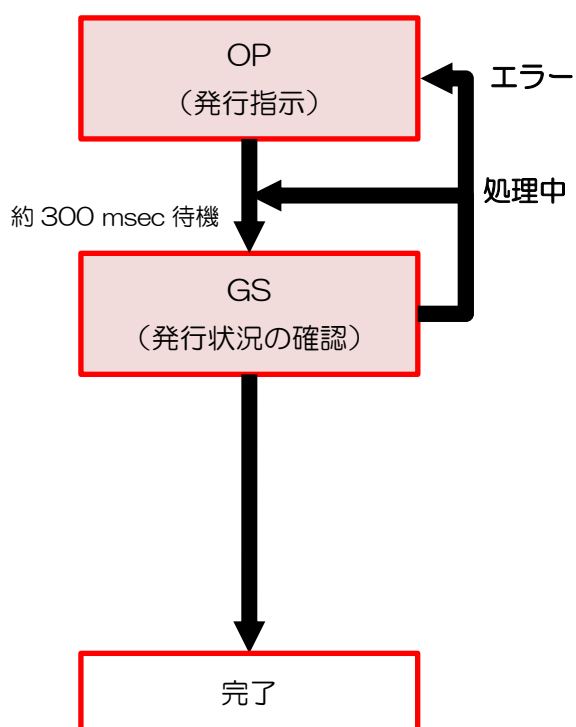 OP
（発行指示）
エラー
処理中
約 300 msec 待機
GS
（発行状況の確認）
完了